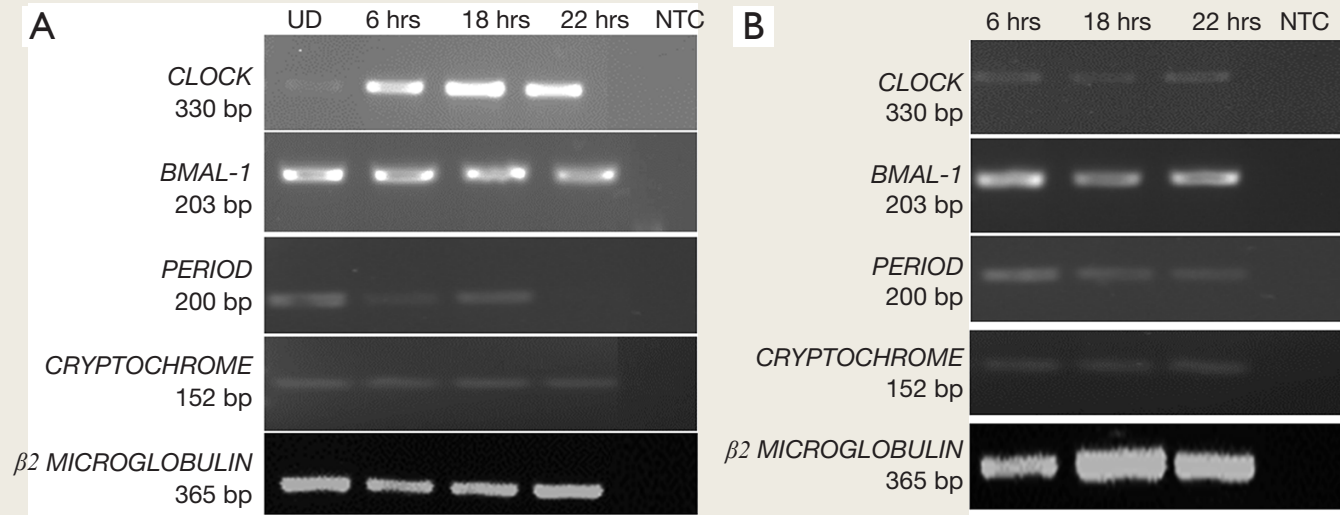 A
UD 6 hrs 18 hrs 22 hrs NTC
CLOCK
330 bp
BMAL-1
203 bp
PERIOD
200 bp
CRYPTOCHROME
152 bp
β2 MICROGLOBULIN
365 bp
B
6 hrs 18 hrs 22 hrs NTC
CLOCK
330 bp
BMAL-1
203 bp
PERIOD
200 bp
CRYPTOCHROME
152 bp
β2 MICROGLOBULIN
365 bp